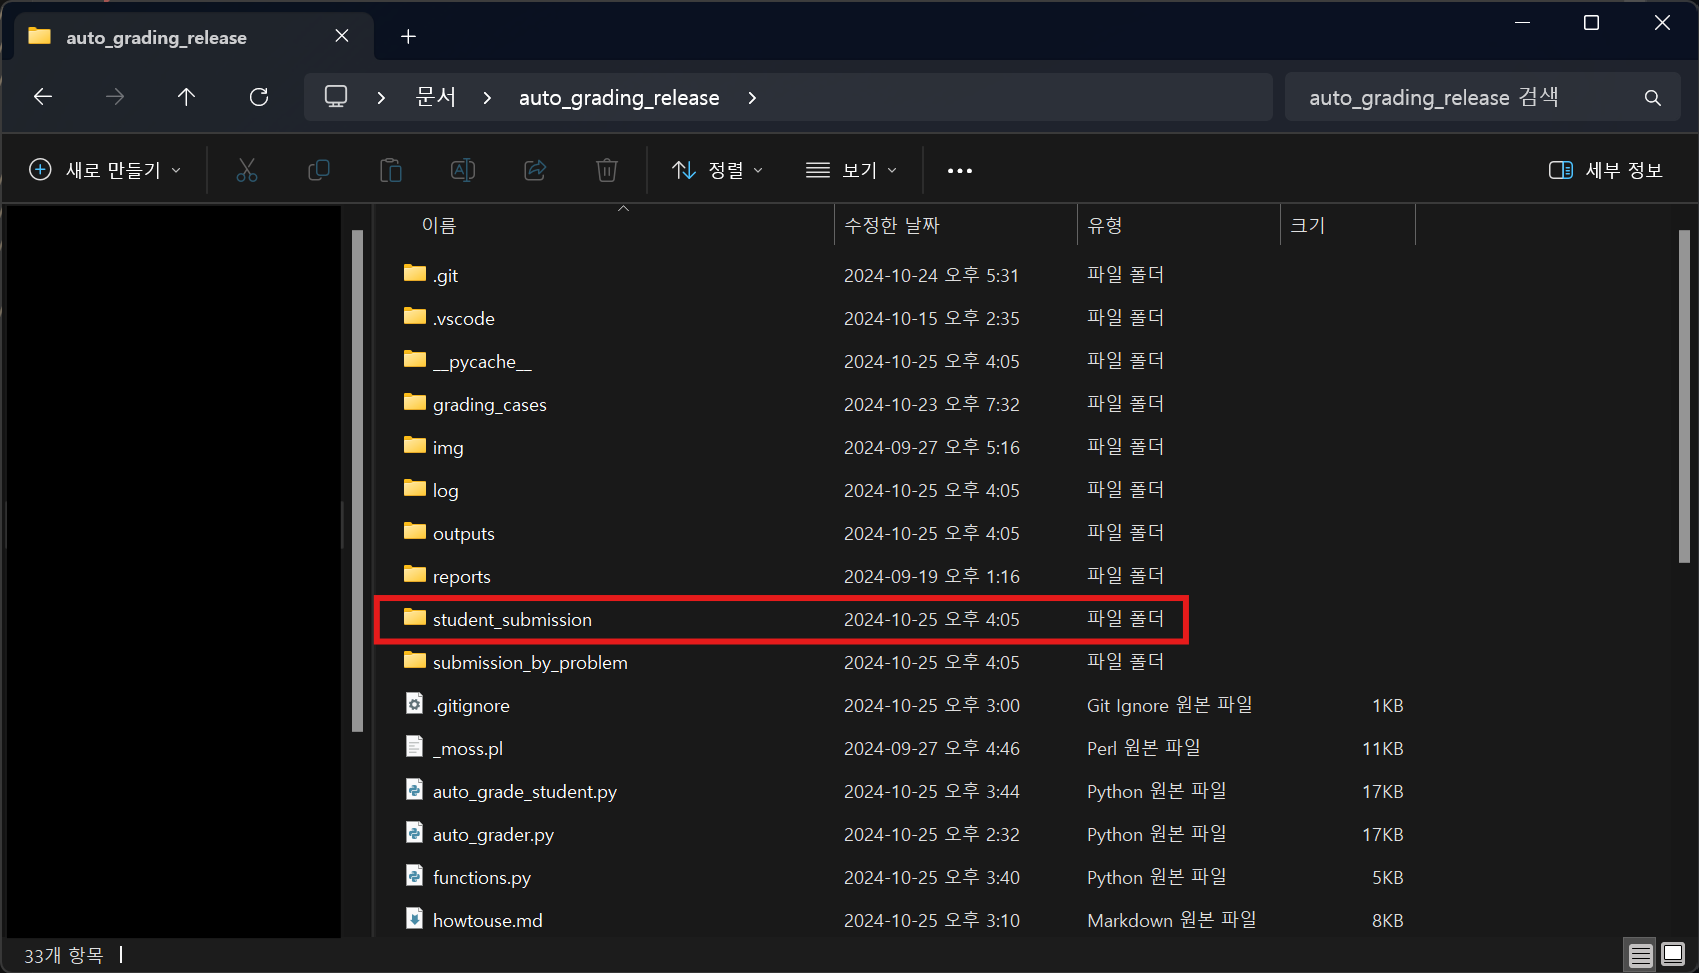 auto_grading_release
문서 auto_grading_release
auto_grading_release 검색
새로 만들기 정렬 보기 세부 정보
이름 수정한 날짜 유형 크기
.git 2024-10-24 오후 5:31 파일 폴더
.vscode 2024-10-15 오후 2:35 파일 폴더
__pycache__ 2024-10-25 오후 4:05 파일 폴더
grading_cases 2024-10-23 오후 7:32 파일 폴더
img 2024-09-27 오후 5:16 파일 폴더
log 2024-10-25 오후 4:05 파일 폴더
outputs 2024-10-25 오후 4:05 파일 폴더
reports 2024-09-19 오후 1:16 파일 폴더
student_submission 2024-10-25 오후 4:05 파일 폴더
submission_by_problem 2024-10-25 오후 4:05 파일 폴더
.gitignore 2024-10-25 오후 3:00 Git Ignore 원본 파일 1KB
_moss.pl 2024-09-27 오후 4:46 Perl 원본 파일 11KB
auto_grade_student.py 2024-10-25 오후 3:44 Python 원본 파일 17KB
auto_grader.py 2024-10-25 오후 2:32 Python 원본 파일 17KB
functions.py 2024-10-25 오후 3:40 Python 원본 파일 5KB
howtouse.md 2024-10-25 오후 3:10 Markdown 원본 파일 8KB
33개 항목